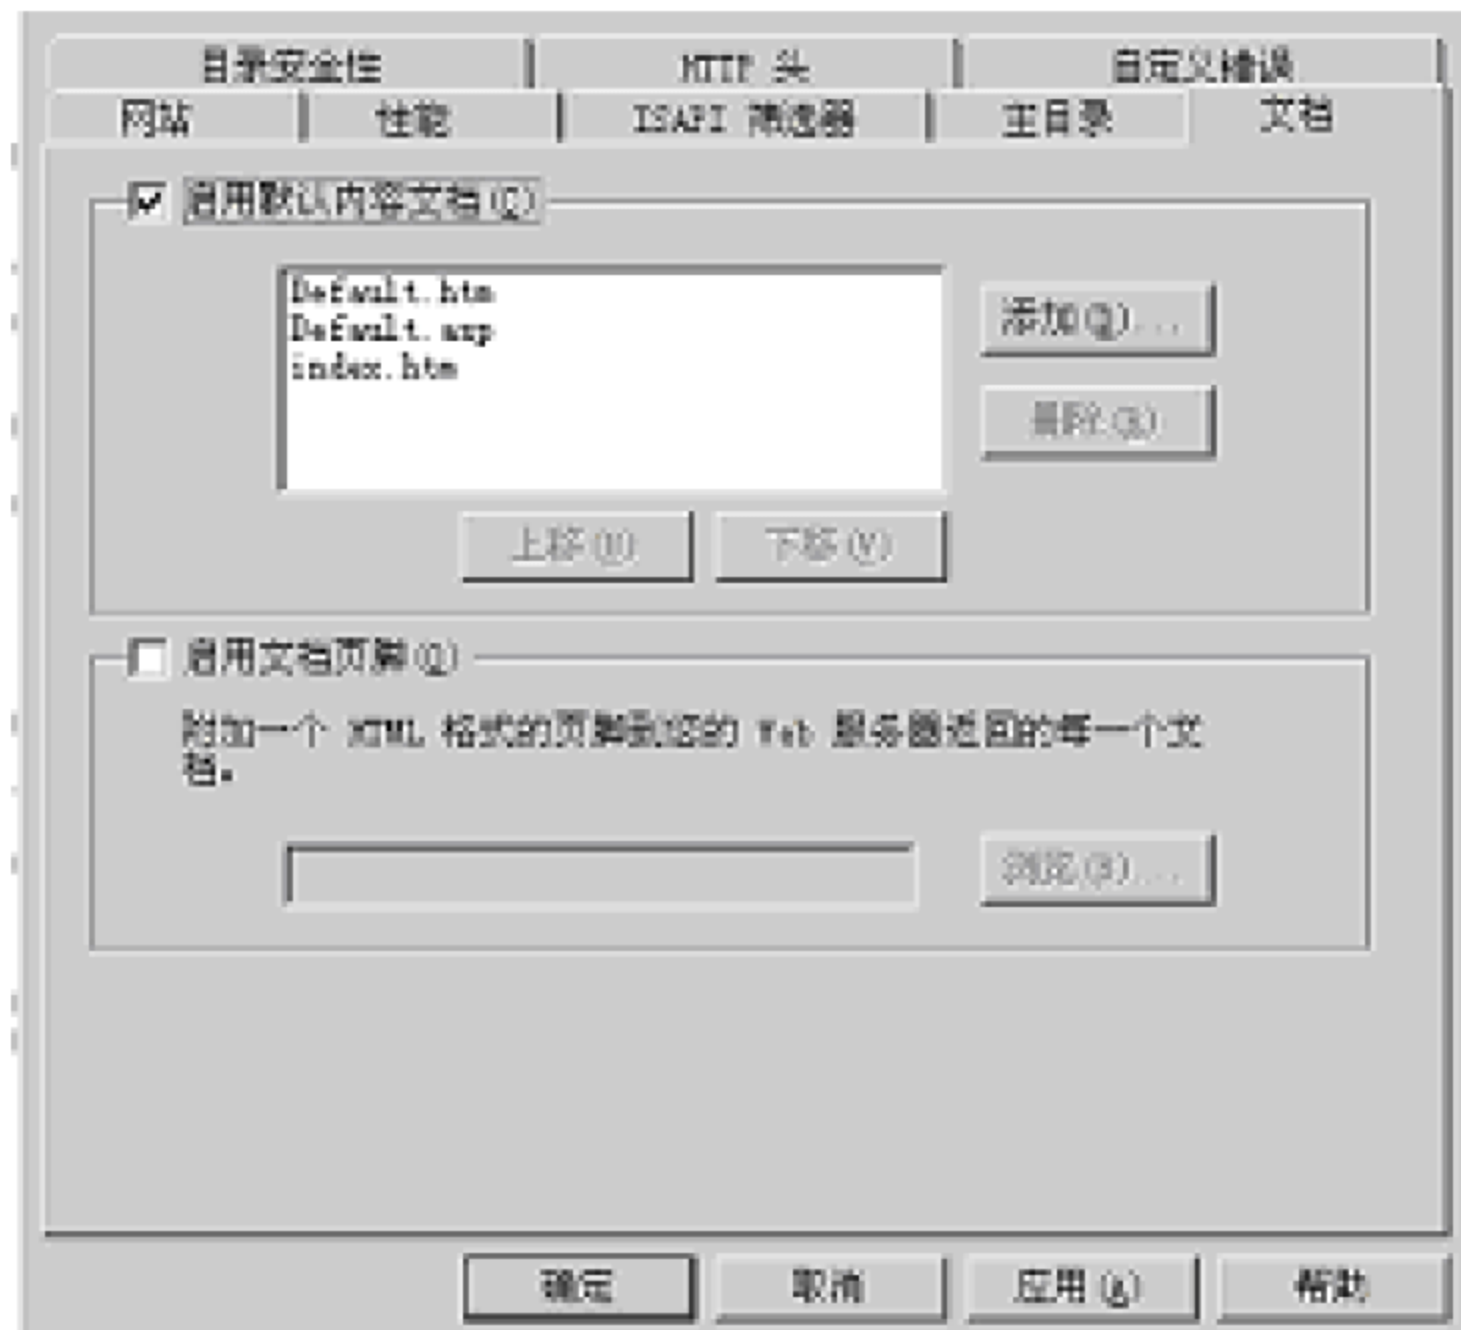 目录安全性 HTTP 头 自定义错误
网站 性能 ISAPI 筛选器 主目录 文档
启用默认内容文档(C)
Default.htm
Default.asp
index.htm
添加(D)...
删除(R)
上移(U) 下移(V)
启用文档页脚(O)
附加一个 HTML 格式的页脚到您的 Web 服务器返回的每一个文
档。
浏览(B)...
确定 取消 应用(A) 帮助